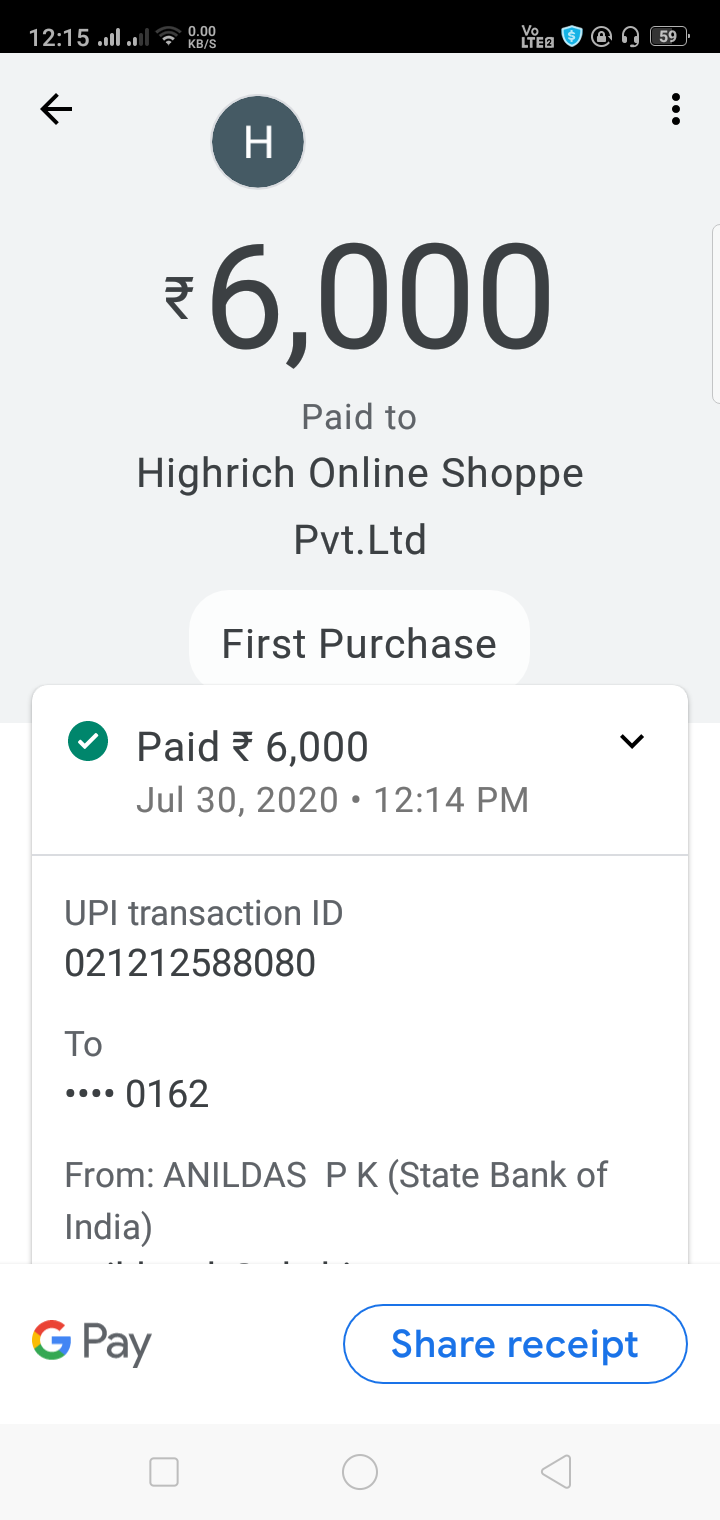 12:15 0.00 KB/S Vo LTE2 59
H
₹6,000
Paid to
Highrich Online Shoppe
Pvt.Ltd
First Purchase
Paid ₹ 6,000
Jul 30, 2020 • 12:14 PM
UPI transaction ID
021212588080
To
•••• 0162
From: ANILDAS P K (State Bank of
India)
G Pay Share receipt